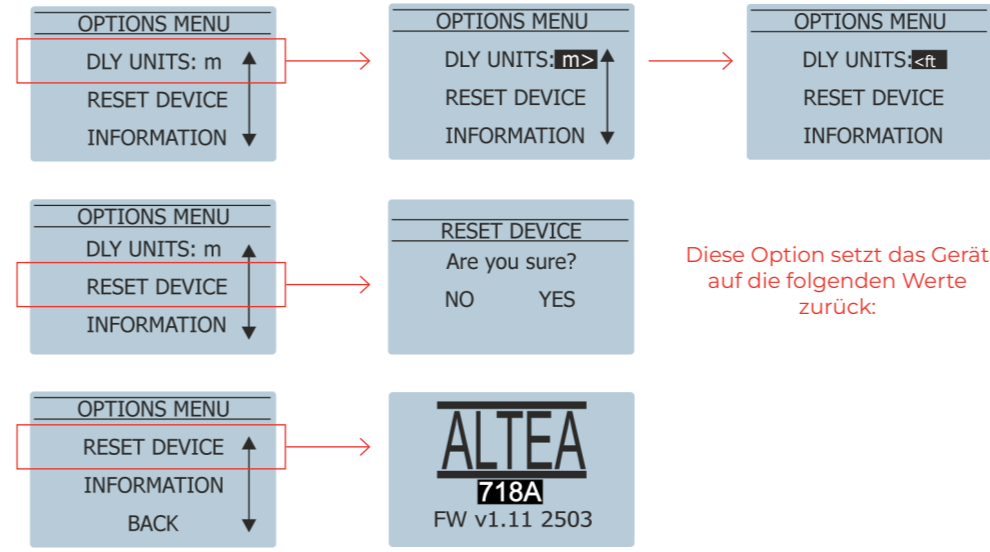 OPTIONS MENU
DLY UNITS: m
RESET DEVICE
INFORMATION
OPTIONS MENU
DLY UNITS: m>
RESET DEVICE
INFORMATION
OPTIONS MENU
DLY UNITS:<ft
RESET DEVICE
INFORMATION
OPTIONS MENU
DLY UNITS: m
RESET DEVICE
INFORMATION
RESET DEVICE
Are you sure?
NO YES
Diese Option setzt das Gerät
auf die folgenden Werte
zurück:
OPTIONS MENU
RESET DEVICE
INFORMATION
BACK
ALTEA
718A
FW v1.11 2503